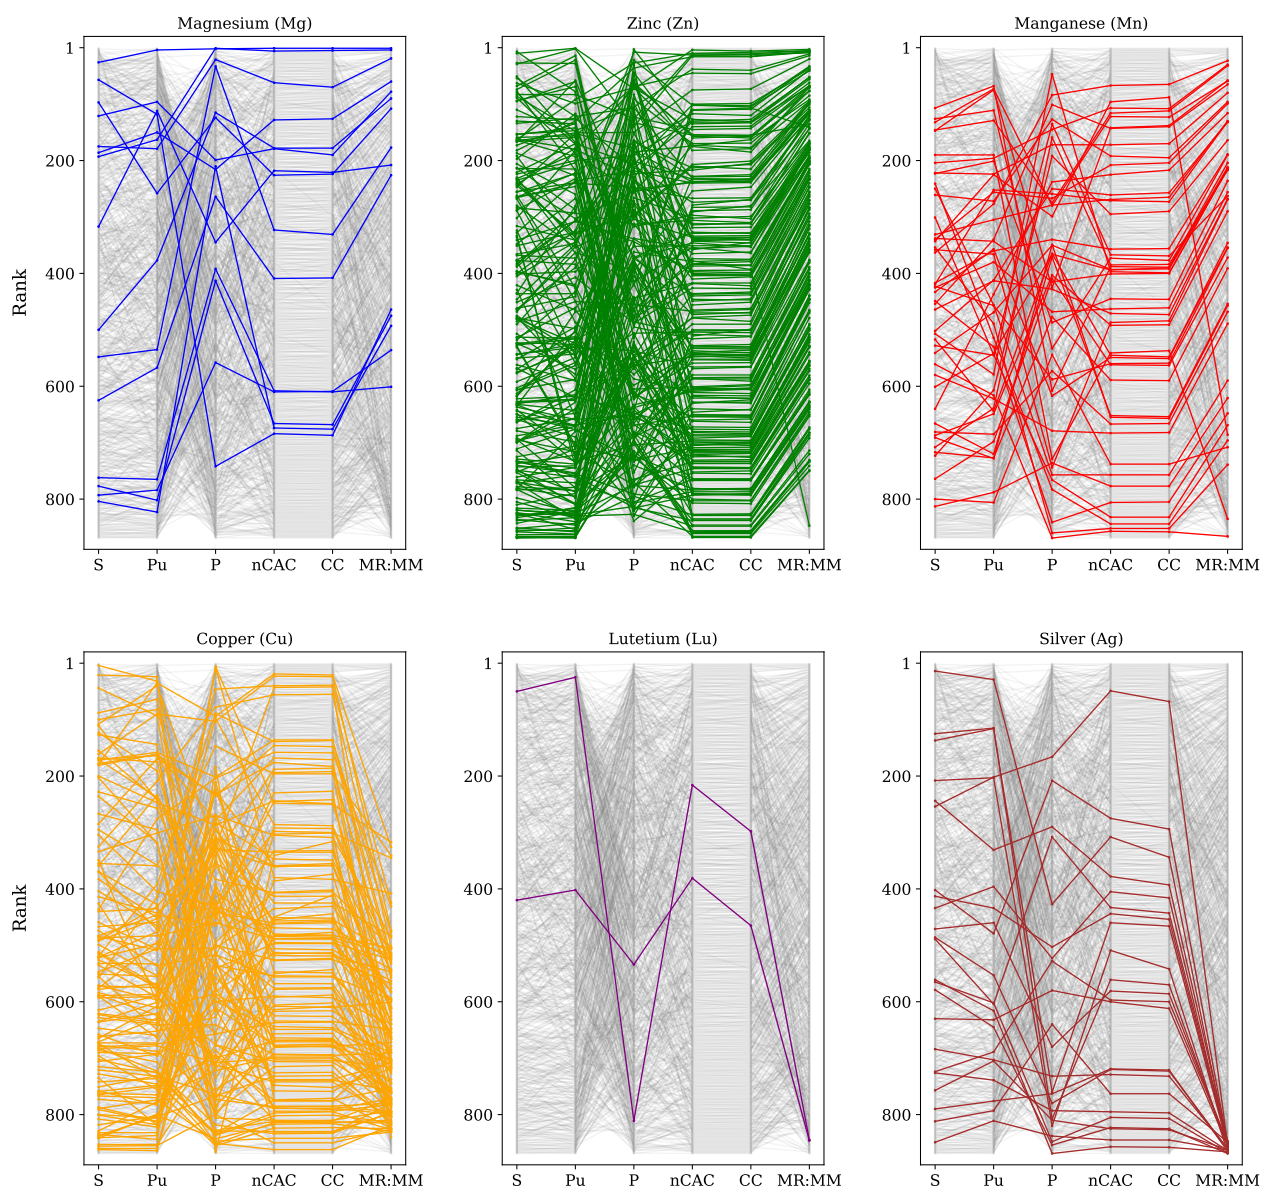 Magnesium (Mg)
Zinc (Zn)
Manganese (Mn)
1
200
400
600
800
Rank
S Pu P nCAC CC MR:MM
1
200
400
600
800
S Pu P nCAC CC MR:MM
1
200
400
600
800
S Pu P nCAC CC MR:MM
Copper (Cu)
Lutetium (Lu)
Silver (Ag)
1
200
400
600
800
Rank
S Pu P nCAC CC MR:MM
1
200
400
600
800
S Pu P nCAC CC MR:MM
1
200
400
600
800
S Pu P nCAC CC MR:MM